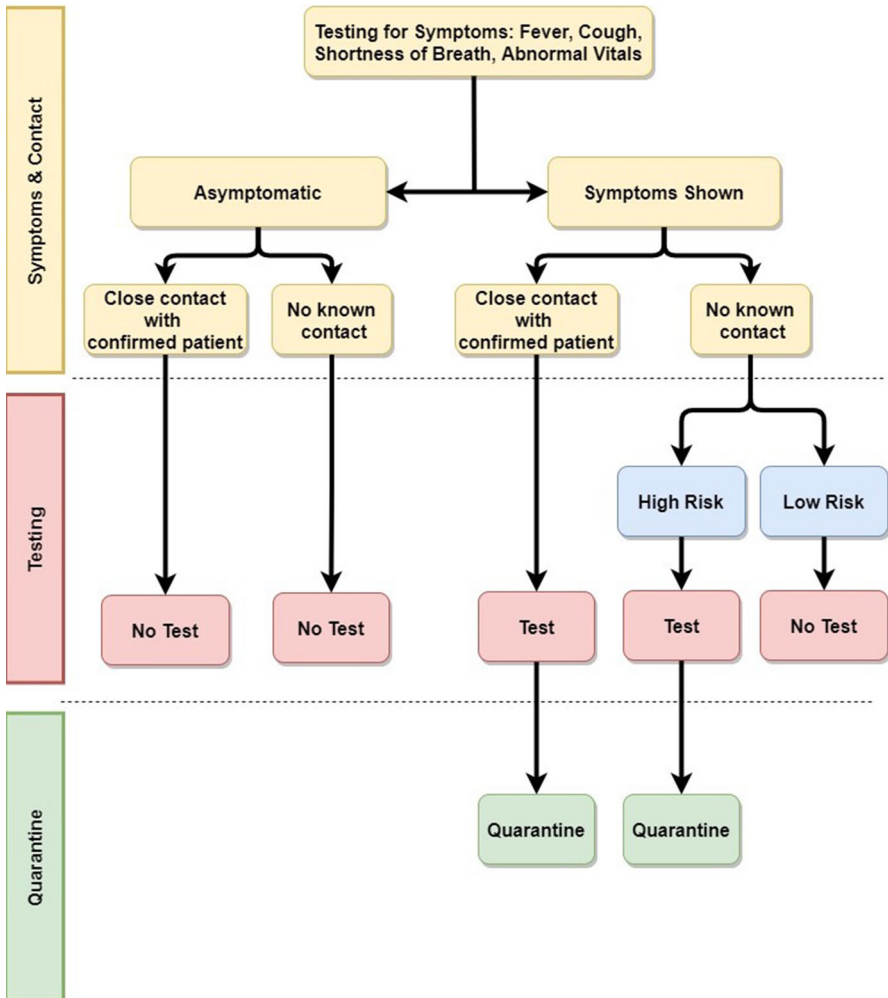 Testing for Symptoms: Fever, Cough,
Shortness of Breath, Abnormal Vitals
Symptoms & Contact
Asymptomatic
Symptoms Shown
Close contact
with
confirmed patient
No known
contact
Close contact
with
confirmed patient
No known
contact
Testing
High Risk
Low Risk
No Test
No Test
Test
Test
No Test
Quarantine
Quarantine
Quarantine